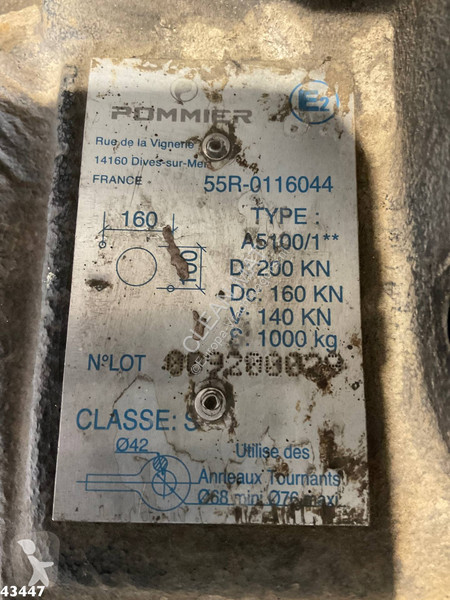 POMMIER
E2
Rue de la Vignerie
14160 Dives-sur-Mer
FRANCE
55R-0116044
160
100
TYPE :
A5100/1**
D: 200 KN
Dc: 160 KN
V: 140 KN
S: 1000 kg
N°LOT
CLASSE: S
Ø42
Utilise des
Anneaux Tournants
Ø68 mini Ø76 maxi
43447